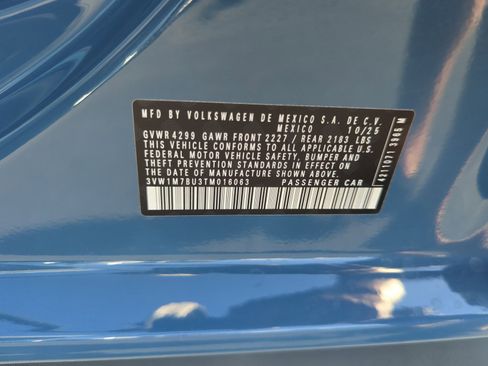 MFD BY VOLKSWAGEN DE MEXICO S.A. DE C.V.
MEXICO 10/25
GVWR 4299 GAWR FRONT 2227 / REAR 2183 LBS
THIS VEHICLE CONFORMS TO ALL APPLICABLE U.S.
FEDERAL MOTOR VEHICLE SAFETY, BUMPER AND
THEFT PREVENTION STANDARDS IN EFFECT ON
THE DATE OF MANUFACTURE SHOWN ABOVE.
3VW1M7BU3TM016063 PASSENGER CAR